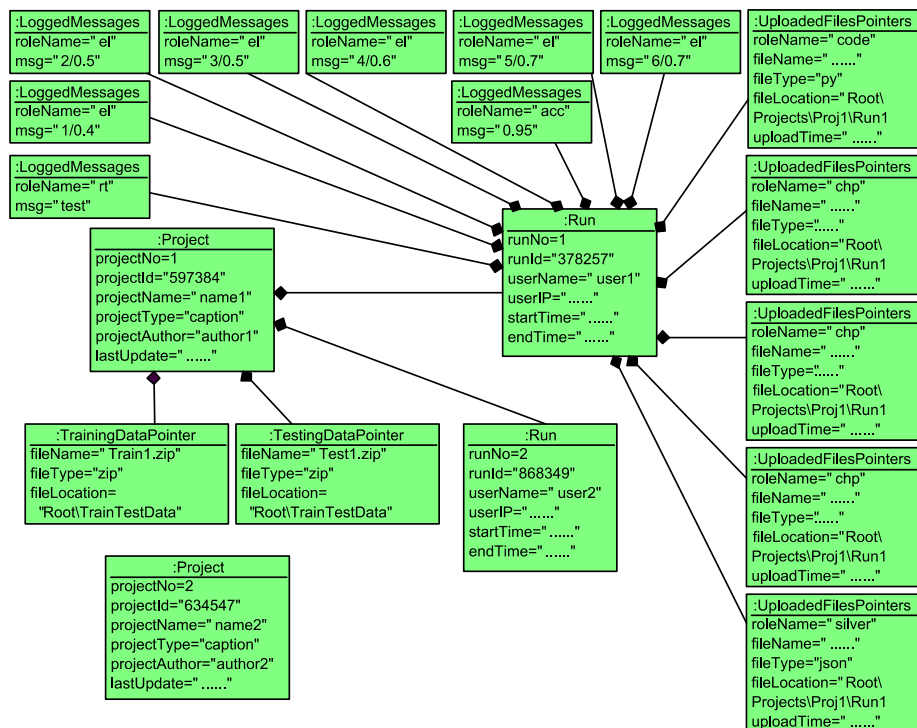 :LoggedMessages
roleName="el"
msg="2/0.5"
:LoggedMessages
roleName="el"
msg="3/0.5"
:LoggedMessages
roleName="el"
msg="4/0.6"
:LoggedMessages
roleName="el"
msg="5/0.7"
:LoggedMessages
roleName="el"
msg="6/0.7"
:LoggedMessages
roleName="el"
msg="1/0.4"
:LoggedMessages
roleName="acc"
msg="0.95"
:LoggedMessages
roleName="rt"
msg="test"
:UploadedFilesPointers
roleName="code"
fileName="......"
fileType="py"
fileLocation="Root\
Projects\Proj1\Run1
uploadTime="......"
:UploadedFilesPointers
roleName="chp"
fileName="......"
fileType="......"
fileLocation="Root\
Projects\Proj1\Run1
uploadTime="......"
:Run
runNo=1
runId="378257"
userName="user1"
userIP="......"
startTime="......"
endTime="......"
:Project
projectNo=1
projectId="597384"
projectName="name1"
projectType="caption"
projectAuthor="author1"
lastUpdate="......"
:UploadedFilesPointers
roleName="chp"
fileName="......"
fileType="......"
fileLocation="Root\
Projects\Proj1\Run1
uploadTime="......"
:TrainingDataPointer
fileName="Train1.zip"
fileType="zip"
fileLocation=
"Root\TrainTestData"
:TestingDataPointer
fileName="Test1.zip"
fileType="zip"
fileLocation=
"Root\TrainTestData"
:Run
runNo=2
runId="868349"
userName="user2"
userIP="......"
startTime="......"
endTime="......"
:UploadedFilesPointers
roleName="chp"
fileName="......"
fileType="......"
fileLocation="Root\
Projects\Proj1\Run1
uploadTime="......"
:Project
projectNo=2
projectId="634547"
projectName="name2"
projectType="caption"
projectAuthor="author2"
lastUpdate="......"
:UploadedFilesPointers
roleName="silver"
fileName="......"
fileType="json"
fileLocation="Root\
Projects\Proj1\Run1
uploadTime="......"